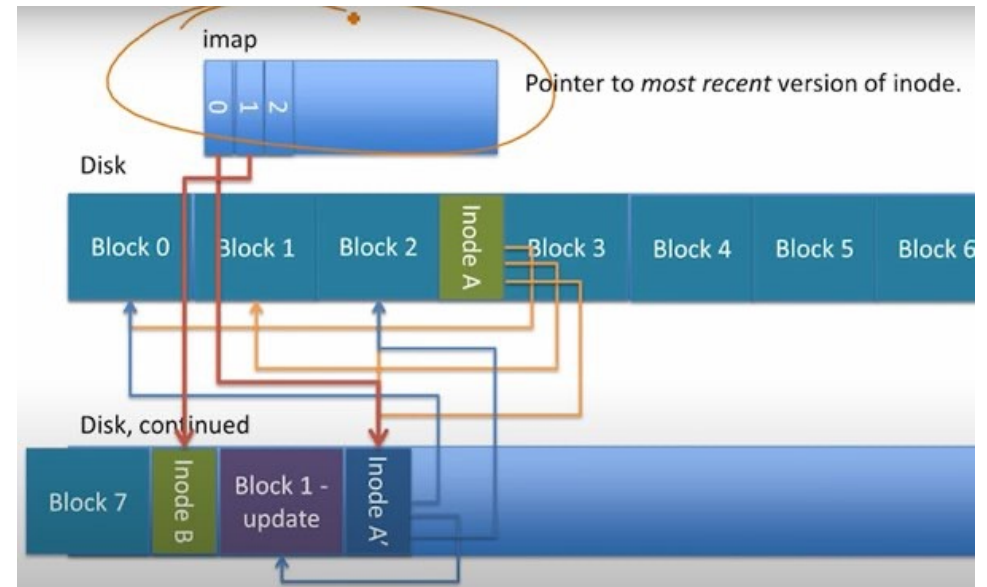 imap
Pointer to most recent version of inode.
0 1 2
Disk
Block 0 Block 1 Block 2 Inode A Block 3 Block 4 Block 5 Block 6
Disk, continued
Block 7 Inode B Block 1 - update Inode A'